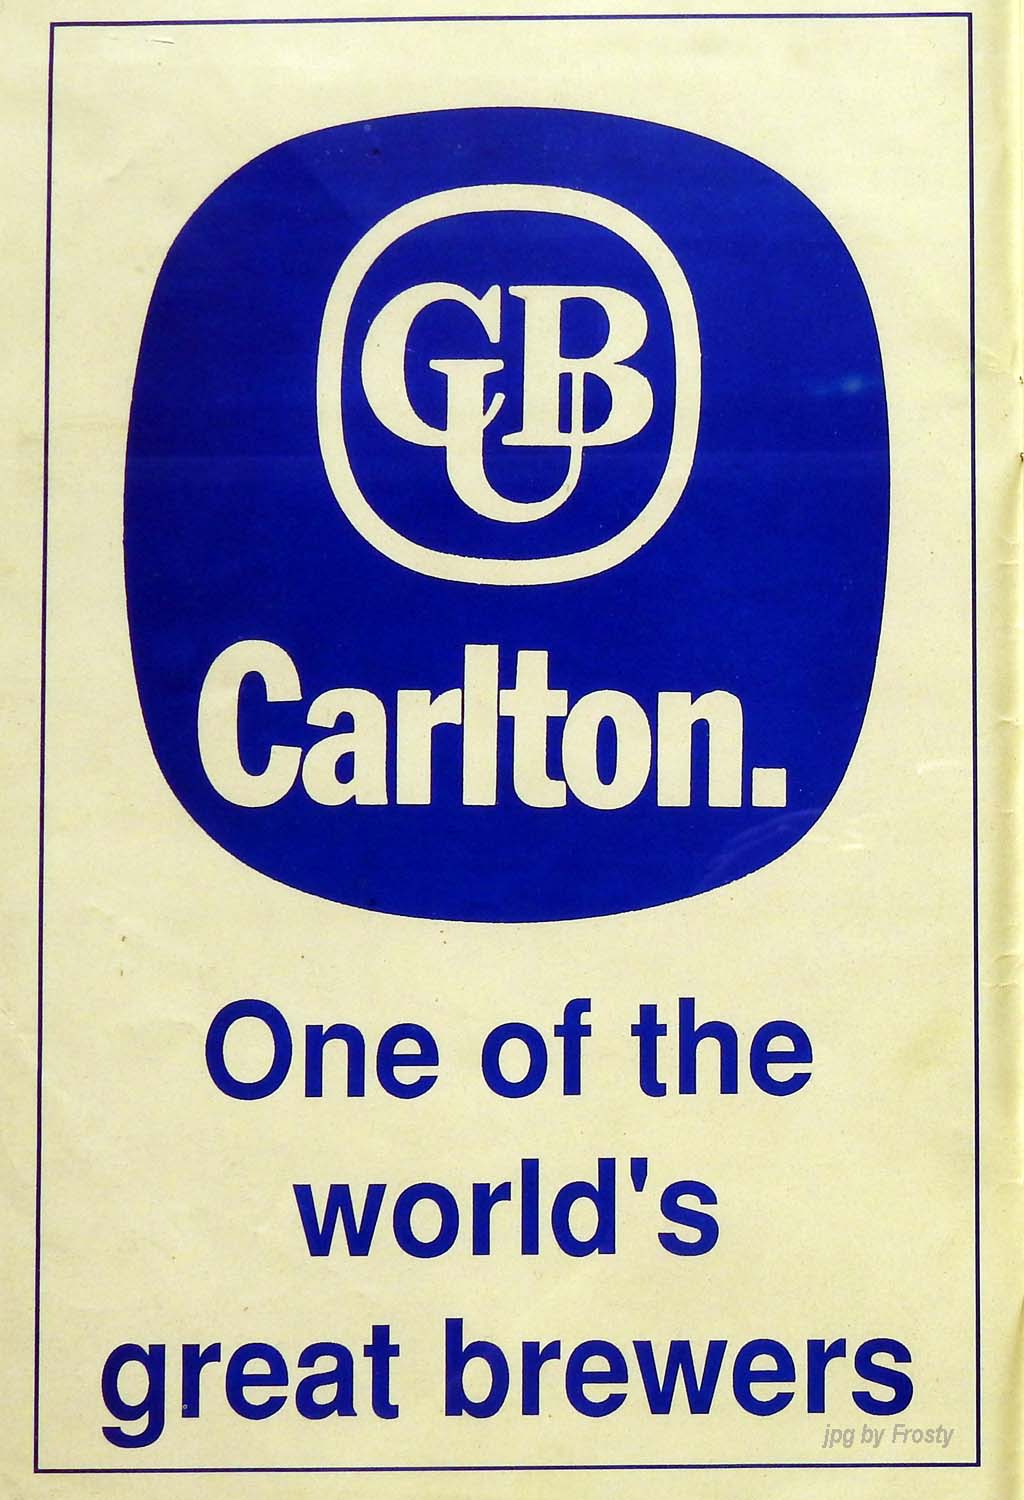 CUB
Carlton.
One of the
world's
great brewers
jpg by Frosty